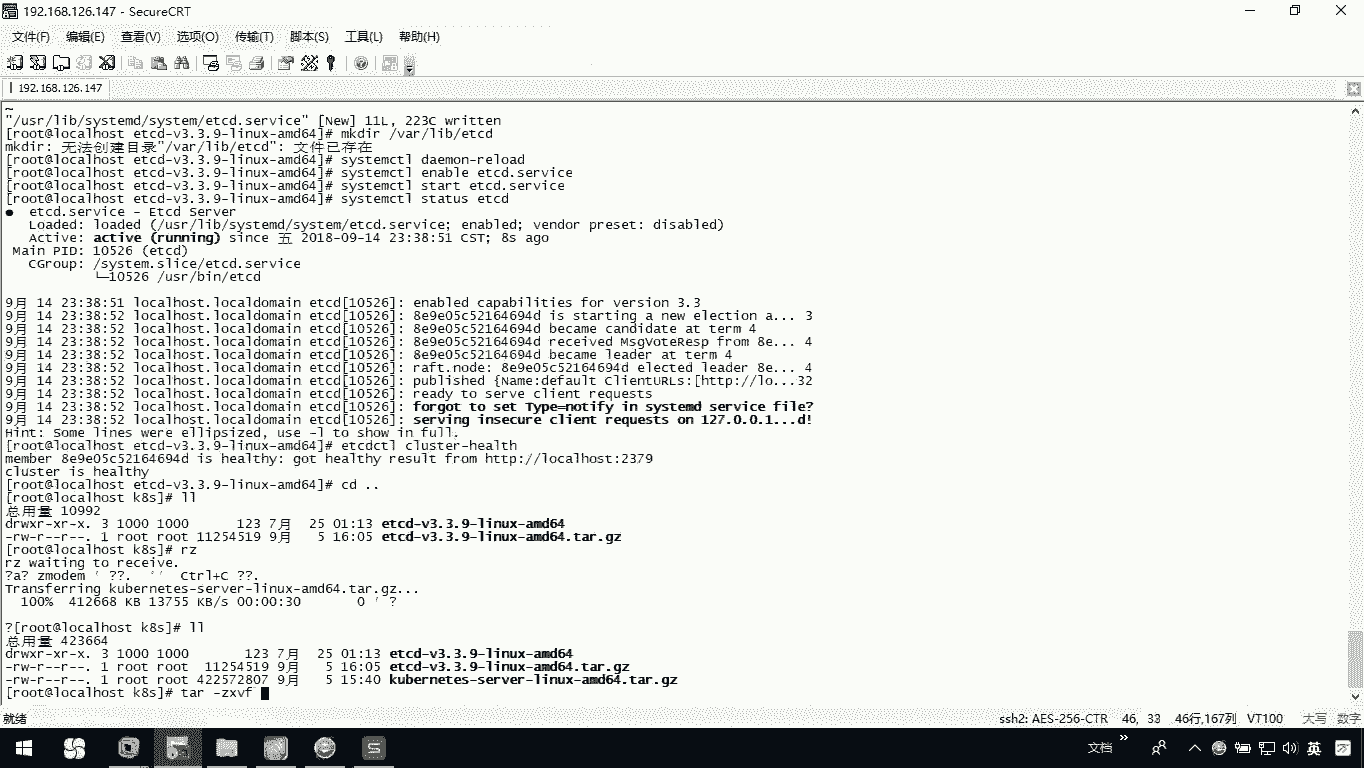 192.168.126.147 - SecureCRT
文件(F) 编辑(E) 查看(V) 选项(O) 传输(T) 脚本(S) 工具(L) 帮助(H)
192.168.126.147
~
"/usr/lib/systemd/system/etcd.service" [New] 11L, 223C written
[root@localhost etcd-v3.3.9-linux-amd64]# mkdir /var/lib/etcd
mkdir: 无法创建目录"/var/lib/etcd": 文件已存在
[root@localhost etcd-v3.3.9-linux-amd64]# systemctl daemon-reload
[root@localhost etcd-v3.3.9-linux-amd64]# systemctl enable etcd.service
[root@localhost etcd-v3.3.9-linux-amd64]# systemctl start etcd.service
[root@localhost etcd-v3.3.9-linux-amd64]# systemctl status etcd
● etcd.service - Etcd Server
Loaded: loaded (/usr/lib/systemd/system/etcd.service; enabled; vendor preset: disabled)
Active: active (running) since 五 2018-09-14 23:38:51 CST; 8s ago
Main PID: 10526 (etcd)
CGroup: /system.slice/etcd.service
└─10526 /usr/bin/etcd
9月 14 23:38:51 localhost.localdomain etcd[10526]: enabled capabilities for version 3.3
9月 14 23:38:52 localhost.localdomain etcd[10526]: 8e9e05c52164694d is starting a new election a... 3
9月 14 23:38:52 localhost.localdomain etcd[10526]: 8e9e05c52164694d became candidate at term 4
9月 14 23:38:52 localhost.localdomain etcd[10526]: 8e9e05c52164694d received MsgVoteResp from 8e... 4
9月 14 23:38:52 localhost.localdomain etcd[10526]: 8e9e05c52164694d became leader at term 4
9月 14 23:38:52 localhost.localdomain etcd[10526]: raft.node: 8e9e05c52164694d elected leader 8e... 4
9月 14 23:38:52 localhost.localdomain etcd[10526]: published {Name:default ClientURLs:[http://lo...32
9月 14 23:38:52 localhost.localdomain etcd[10526]: ready to serve client requests
9月 14 23:38:52 localhost.localdomain etcd[10526]: forgot to set Type=notify in systemd service file?
9月 14 23:38:52 localhost.localdomain etcd[10526]: serving insecure client requests on 127.0.0.1...d!
Hint: Some lines were ellipsized, use -l to show in full.
[root@localhost etcd-v3.3.9-linux-amd64]# etcdctl cluster-health
member 8e9e05c52164694d is healthy: got healthy result from http://localhost:2379
cluster is healthy
[root@localhost etcd-v3.3.9-linux-amd64]# cd ..
[root@localhost k8s]# ll
总用量 10992
drwxr-xr-x. 3 1000 1000 123 7月 25 01:13 etcd-v3.3.9-linux-amd64
-rw-r--r--. 1 root root 11254519 9月 5 16:05 etcd-v3.3.9-linux-amd64.tar.gz
[root@localhost k8s]# rz
rz waiting to receive.
?a? zmodem ' ??. Ctrl+C ??.
Transferring kubernetes-server-linux-amd64.tar.gz...
100% 412668 KB 13755 KB/s 00:00:30 0 ' ?
?[root@localhost k8s]# ll
总用量 423664
drwxr-xr-x. 3 1000 1000 123 7月 25 01:13 etcd-v3.3.9-linux-amd64
-rw-r--r--. 1 root root 11254519 9月 5 16:05 etcd-v3.3.9-linux-amd64.tar.gz
-rw-r--r--. 1 root root 422572807 9月 5 15:40 kubernetes-server-linux-amd64.tar.gz
[root@localhost k8s]# tar -zxvf
就绪 ssh2: AES-256-CTR 46, 33 46行,167列 VT100 大写 数字
文档 英